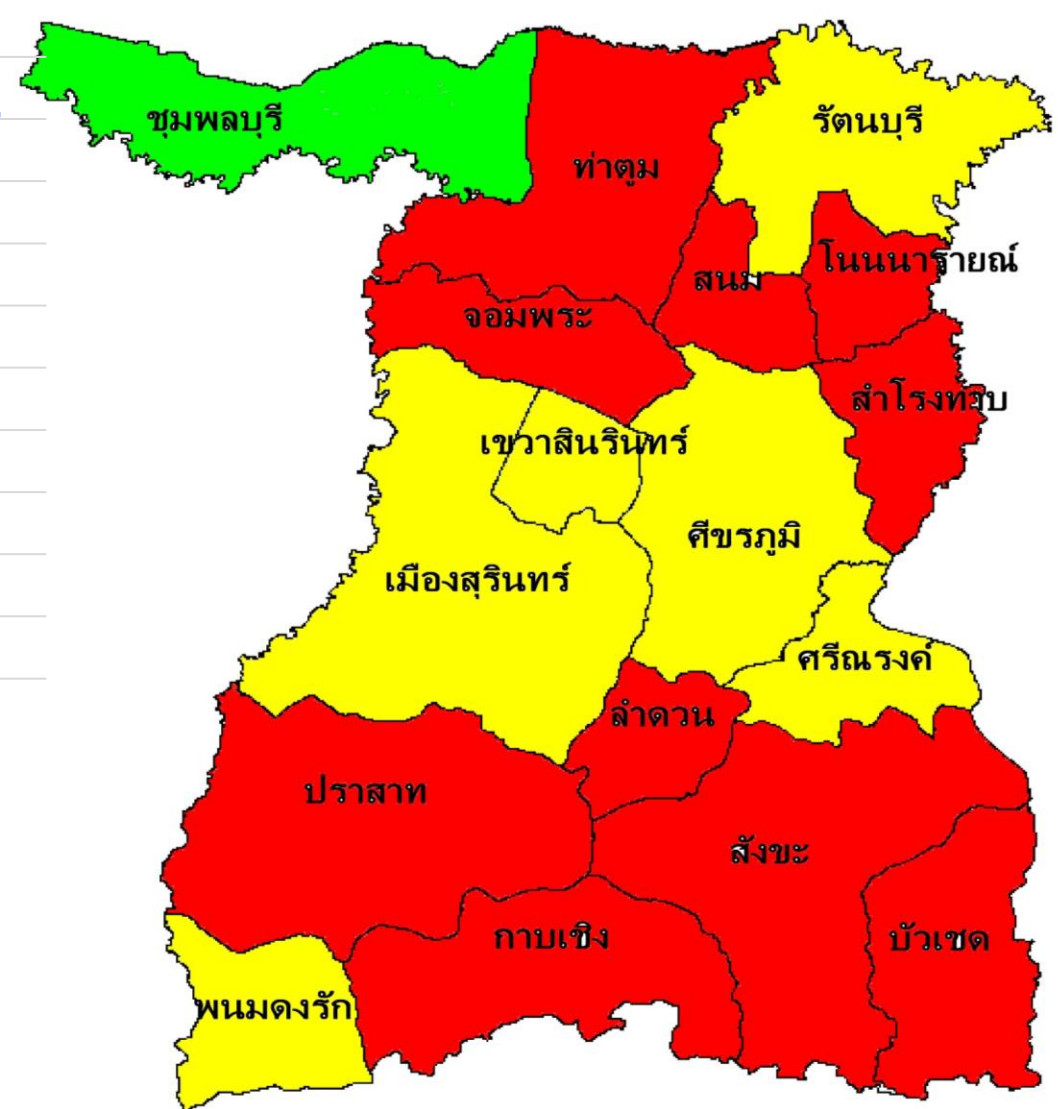 ชุมพลบุรี
รัตนบุรี
ท่าตูม
โนนนารายณ์
สนม
จอมพระ
สำโรงทาบ
เขวาสินรินทร์
ศีขรภูมิ
เมืองสุรินทร์
ศรีณรงค์
ลำดวน
ปราสาท
สังขะ
กาบเชิง
บัวเชด
พนมดงรัก